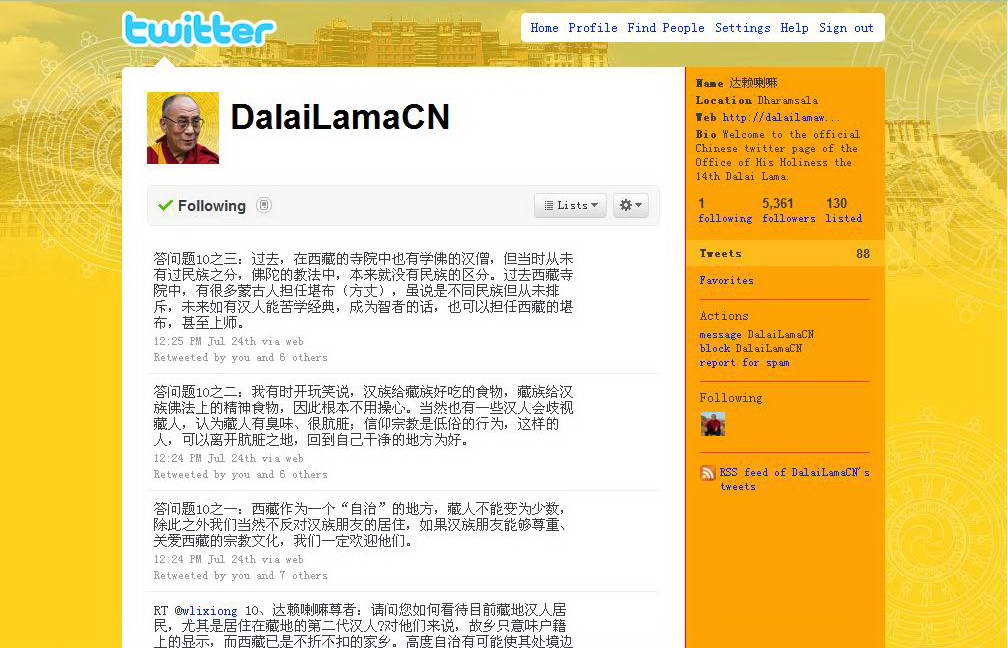 twitter
Home Profile Find People Settings Help Sign out
DalaiLamaCN
Following
Lists
答问题10之三：过去，在西藏的寺院中也有学佛的汉僧，但当时从未
有过民族之分，佛陀的教法中，本来就没有民族的区分。过去西藏寺
院中，有很多蒙古人担任堪布（方丈），虽说是不同民族但从未排
斥，未来如有汉人能苦学经典，成为智者的话，也可以担任西藏的堪
布，甚至上师。
12:25 PM Jul 24th via web
Retweeted by you and 6 others
答问题10之二：我有时开玩笑说，汉族给藏族好吃的食物，藏族给汉
族佛法上的精神食物，因此根本不用操心。当然也有一些汉人会歧视
藏人，认为藏人有臭味、很肮脏；信仰宗教是低俗的行为，这样的
人，可以离开肮脏之地，回到自己干净的地方为好。
12:24 PM Jul 24th via web
Retweeted by you and 6 others
答问题10之一：西藏作为一个“自治”的地方，藏人不能变为少数，
除此之外我们当然不反对汉族朋友的居住，如果汉族朋友能够尊重、
关爱西藏的宗教文化，我们一定欢迎他们。
12:24 PM Jul 24th via web
Retweeted by you and 7 others
RT @wlixiong 10、达赖喇嘛尊者：请问您如何看待目前藏地汉人居
民，尤其是居住在藏地的第二代汉人?对他们来说，故乡只意味户籍
上的显示，而西藏已是不折不扣的家乡。高度自治有可能使其处境边
Name 达赖喇嘛
Location Dharamsala
Web http://dalailamaw...
Bio Welcome to the official
Chinese twitter page of the
Office of His Holiness the
14th Dalai Lama.
1 5,361 130
following followers listed
Tweets 88
Favorites
Actions
message DalaiLamaCN
block DalaiLamaCN
report for spam
Following
RSS feed of DalaiLamaCN's
tweets